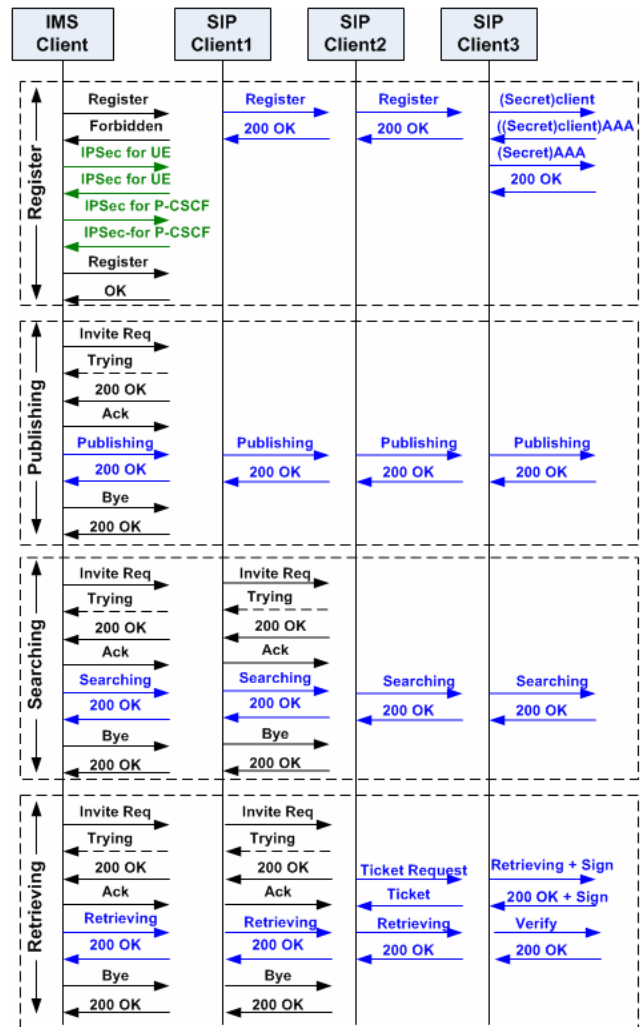 IMS Client
SIP Client1
SIP Client2
SIP Client3
Register
Register
Forbidden
IPSec for UE
IPSec for UE
IPSec for P-CSCF
IPSec-for P-CSCF
Register
OK
Register
200 OK
Register
200 OK
(Secret)client
((Secret)client)AAA
(Secret)AAA
200 OK
Publishing
Invite Req
Trying
200 OK
Ack
Publishing
200 OK
Bye
200 OK
Publishing
200 OK
Publishing
200 OK
Publishing
200 OK
Searching
Invite Req
Trying
200 OK
Ack
Searching
200 OK
Bye
200 OK
Invite Req
Trying
200 OK
Ack
Searching
200 OK
Bye
200 OK
Searching
200 OK
Searching
200 OK
Retrieving
Invite Req
Trying
200 OK
Ack
Retrieving
200 OK
Bye
200 OK
Invite Req
Trying
200 OK
Ack
Retrieving
200 OK
Bye
200 OK
Ticket Request
Ticket
Retrieving
200 OK
Retrieving + Sign
200 OK + Sign
Verify
200 OK